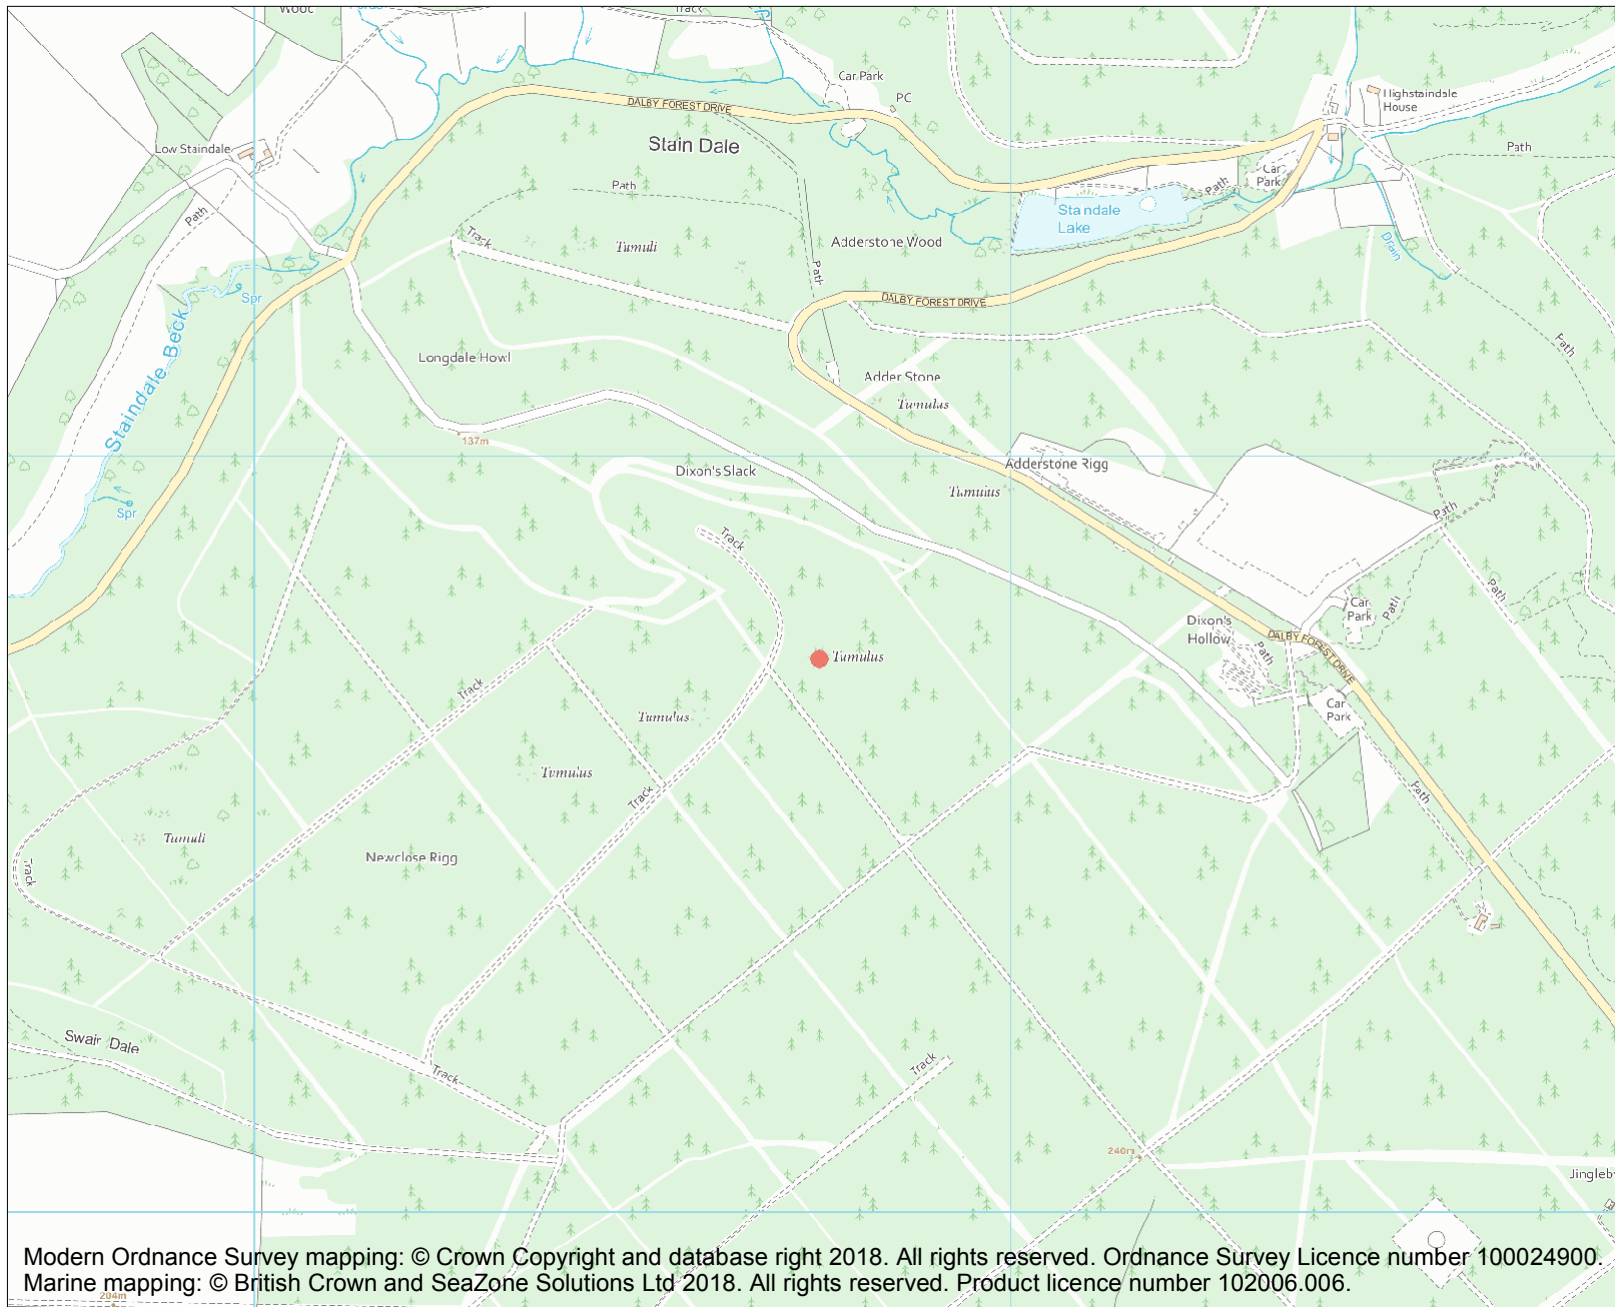 Track
Car Park
PC
Highstaindale
House
DALBY FOREST DRIVE
Stain Dale
Low Staindale
Path
Path
Car
Park
Path
Path
Staindale
Lake
Track
Tumuli
Adderstone Wood
Path
Drain
Spr
DALBY FOREST DRIVE
Staindale Beck
Longdale Howl
Path
Adder Stone
Tumulus
137m
Dixon's Slack
Adderstone Rigg
Tumulus
Spr
Path
Track
Path
Car
Park
Path
Dixon's
Hollow
DALBY FOREST DRIVE
Path
Tumulus
Track
Tumulus
Car
Park
Tumulus
Track
Path
Tumuli
Newclose Rigg
Track
Swair Dale
Track
Track
240m
Jingleby
Modern Ordnance Survey mapping: © Crown Copyright and database right 2018. All rights reserved. Ordnance Survey Licence number 100024900.
Marine mapping: © British Crown and SeaZone Solutions Ltd 2018. All rights reserved. Product licence number 102006.006.
204m